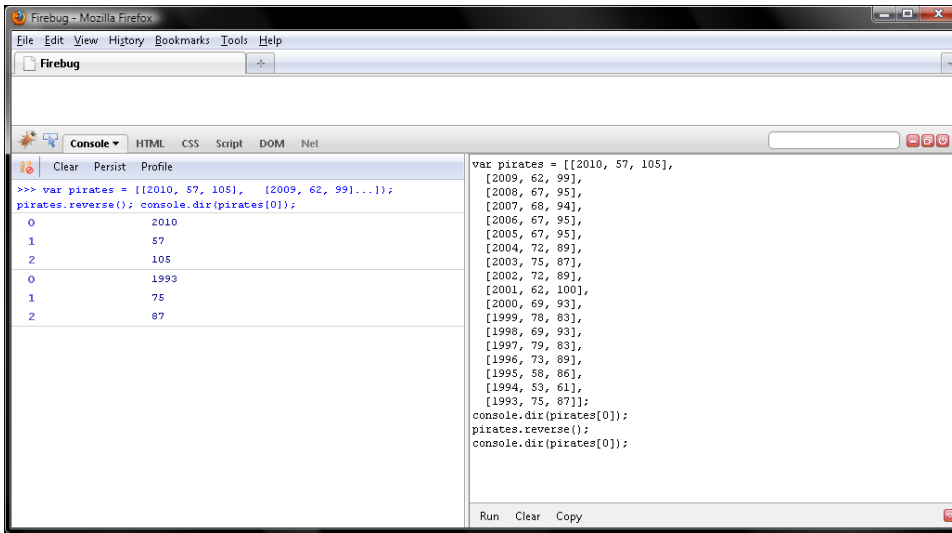 Firebug - Mozilla Firefox
File Edit View History Bookmarks Tools Help
Firebug
Console HTML CSS Script DOM Net
Clear Persist Profile
>>> var pirates = [[2010, 57, 105], [2009, 62, 99]...]);
pirates.reverse(); console.dir(pirates[0]);
0 2010
1 57
2 105
0 1993
1 75
2 87
var pirates = [[2010, 57, 105],
[2009, 62, 99],
[2008, 67, 95],
[2007, 68, 94],
[2006, 67, 95],
[2005, 67, 95],
[2004, 72, 89],
[2003, 75, 87],
[2002, 72, 89],
[2001, 62, 100],
[2000, 69, 93],
[1999, 78, 83],
[1998, 69, 93],
[1997, 79, 83],
[1996, 73, 89],
[1995, 58, 86],
[1994, 53, 61],
[1993, 75, 87]];
console.dir(pirates[0]);
pirates.reverse();
console.dir(pirates[0]);
Run Clear Copy